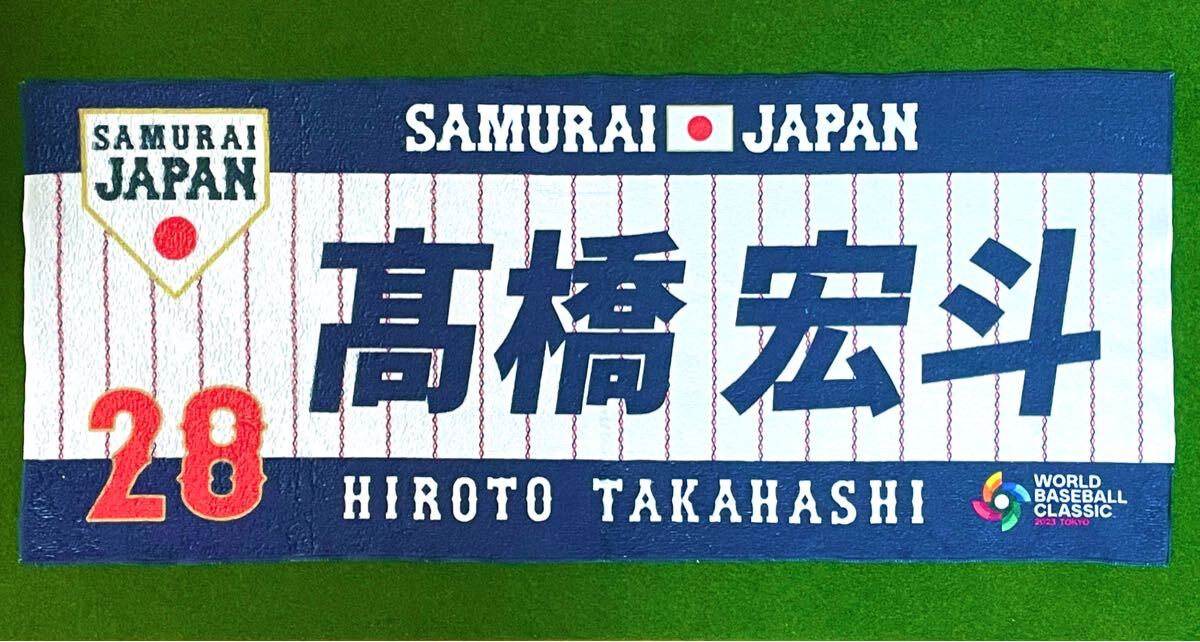 SAMURAI JAPAN
SAMURAI
JAPAN
髙橋 宏斗
28
HIROTO TAKAHASHI
WORLD
BASEBALL
CLASSIC
2023 TOKYO